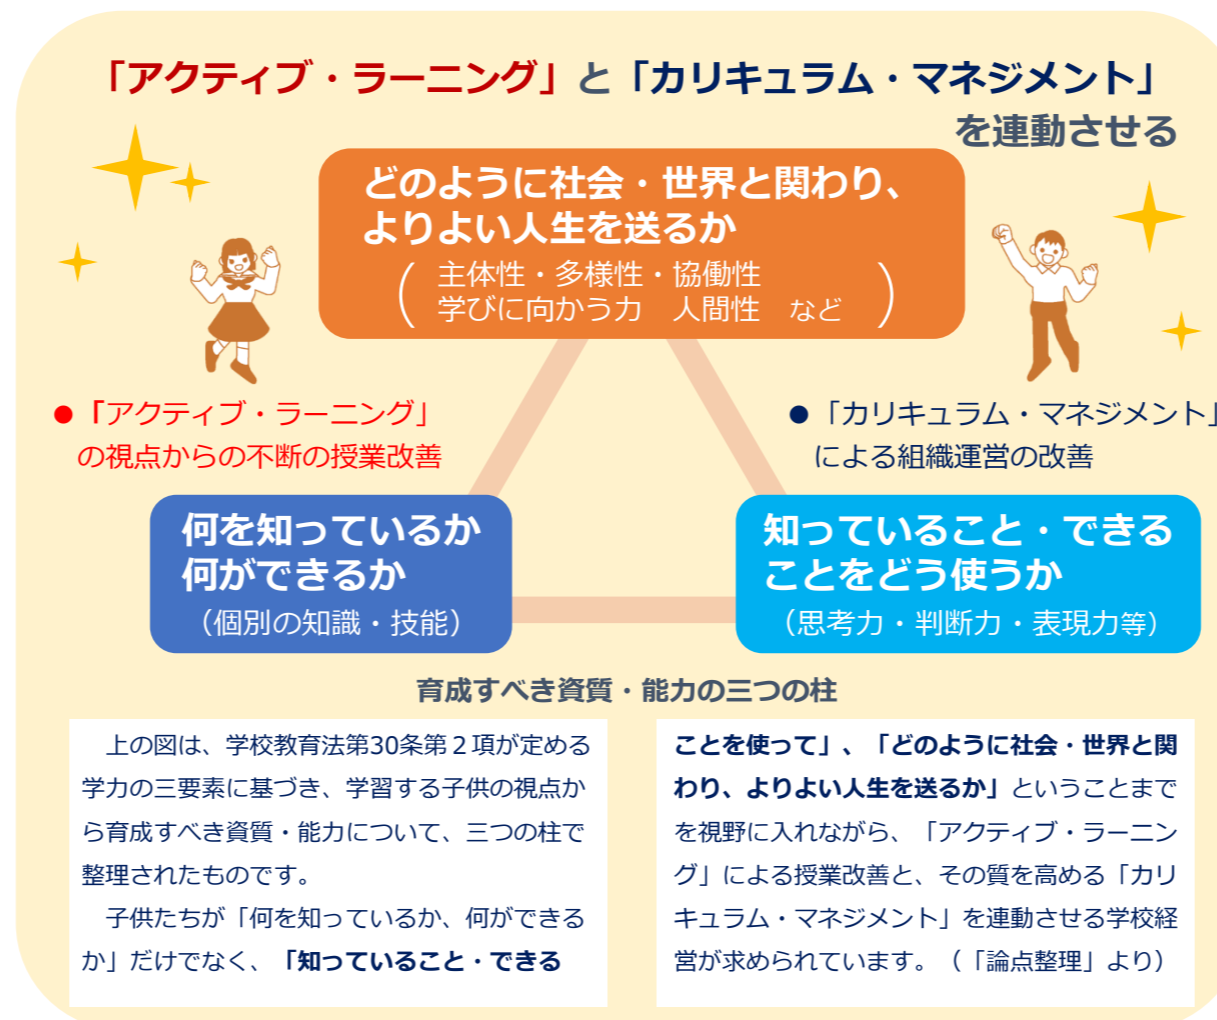 「アクティブ・ラーニング」と「カリキュラム・マネジメント」
を連動させる
どのように社会・世界と関わり、
よりよい人生を送るか
（主体性・多様性・協働性
学びに向かう力　人間性　など）
●「アクティブ・ラーニング」
の視点からの不断の授業改善
●「カリキュラム・マネジメント」
による組織運営の改善
何を知っているか
何ができるか
（個別の知識・技能）
知っていること・できる
ことをどう使うか
（思考力・判断力・表現力等）
育成すべき資質・能力の三つの柱
　上の図は、学校教育法第30条第２項が定める
学力の三要素に基づき、学習する子供の視点か
ら育成すべき資質・能力について、三つの柱で
整理されたものです。
　子供たちが「何を知っているか、何ができる
か」だけでなく、「知っていること・できる
ことを使って」、「どのように社会・世界と関
わり、よりよい人生を送るか」ということまで
を視野に入れながら、「アクティブ・ラーニン
グ」による授業改善と、その質を高める「カリ
キュラム・マネジメント」を連動させる学校経
営が求められています。（「論点整理」より）